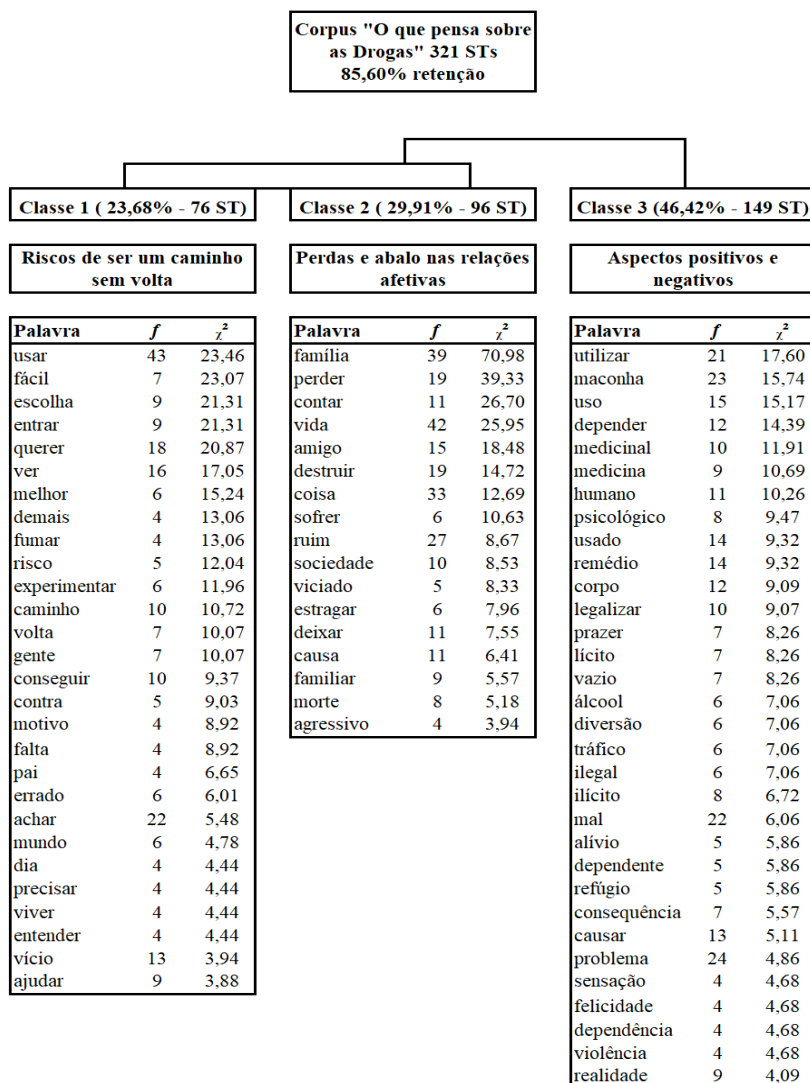 Corpus "O que pensa sobre
as Drogas" 321 STs
85,60% retenção
Classe 1 ( 23,68% - 76 ST)
Riscos de ser um caminho
sem volta
Palavra f χ²
usar 43 23,46
fácil 7 23,07
escolha 9 21,31
entrar 9 21,31
querer 18 20,87
ver 16 17,05
melhor 6 15,24
demais 4 13,06
fumar 4 13,06
risco 5 12,04
experimentar 6 11,96
caminho 10 10,72
volta 7 10,07
gente 7 10,07
conseguir 10 9,37
contra 5 9,03
motivo 4 8,92
falta 4 8,92
pai 4 6,65
errado 6 6,01
achar 22 5,48
mundo 6 4,78
dia 4 4,44
precisar 4 4,44
viver 4 4,44
entender 4 4,44
vício 13 3,94
ajudar 9 3,88
Classe 2 ( 29,91% - 96 ST)
Perdas e abalo nas relações
afetivas
Palavra f χ²
família 39 70,98
perder 19 39,33
contar 11 26,70
vida 42 25,95
amigo 15 18,48
destruir 19 14,72
coisa 33 12,69
sofrer 6 10,63
ruim 27 8,67
sociedade 10 8,53
viciado 5 8,33
estragar 6 7,96
deixar 11 7,55
causa 11 6,41
familiar 9 5,57
morte 8 5,18
agressivo 4 3,94
Classe 3 (46,42% - 149 ST)
Aspectos positivos e
negativos
Palavra f χ²
utilizar 21 17,60
maconha 23 15,74
uso 15 15,17
depender 12 14,39
medicinal 10 11,91
medicina 9 10,69
humano 11 10,26
psicológico 8 9,47
usado 14 9,32
remédio 14 9,32
corpo 12 9,09
legalizar 10 9,07
prazer 7 8,26
lícito 7 8,26
vazio 7 8,26
álcool 6 7,06
diversão 6 7,06
tráfico 6 7,06
ilegal 6 7,06
ilícito 8 6,72
mal 22 6,06
alívio 5 5,86
dependente 5 5,86
refúgio 5 5,86
consequência 7 5,57
causar 13 5,11
problema 24 4,86
sensação 4 4,68
felicidade 4 4,68
dependência 4 4,68
violência 4 4,68
realidade 9 4,09